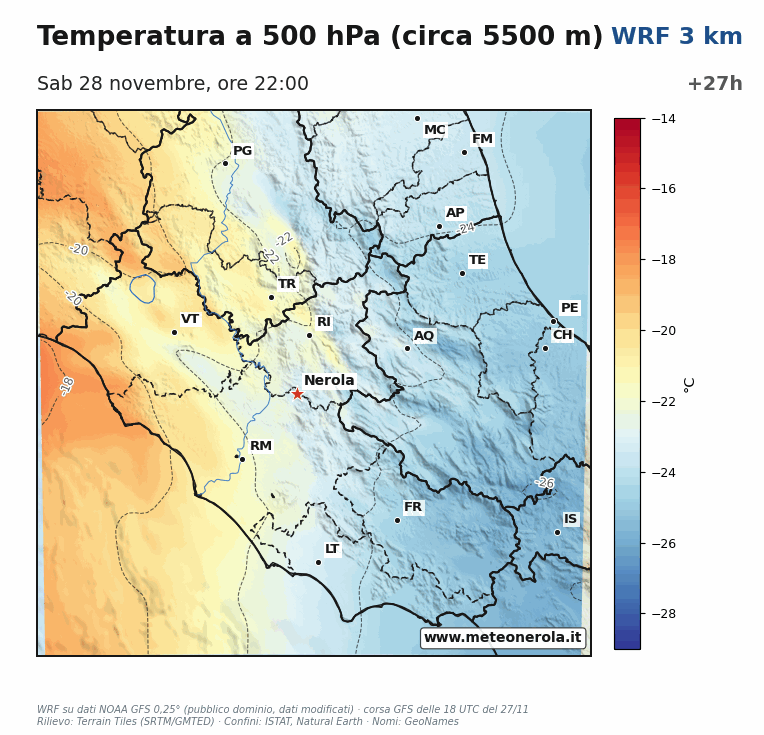 Temperatura a 500 hPa (circa 5500 m) WRF 3 km
Sab 28 novembre, ore 22:00 +27h
MC
FM
PG
AP
-24
-22
-20
22
TE
TR
-20
PE
VT
RI
AQ
CH
Nerola
-18
RM
-26
FR
IS
LT
www.meteonerola.it
−14
−16
−18
−20
−22
−24
−26
−28
°C
WRF su dati NOAA GFS 0,25° (pubblico dominio, dati modificati) · corsa GFS delle 18 UTC del 27/11
Rilievo: Terrain Tiles (SRTM/GMTED) · Confini: ISTAT, Natural Earth · Nomi: GeoNames